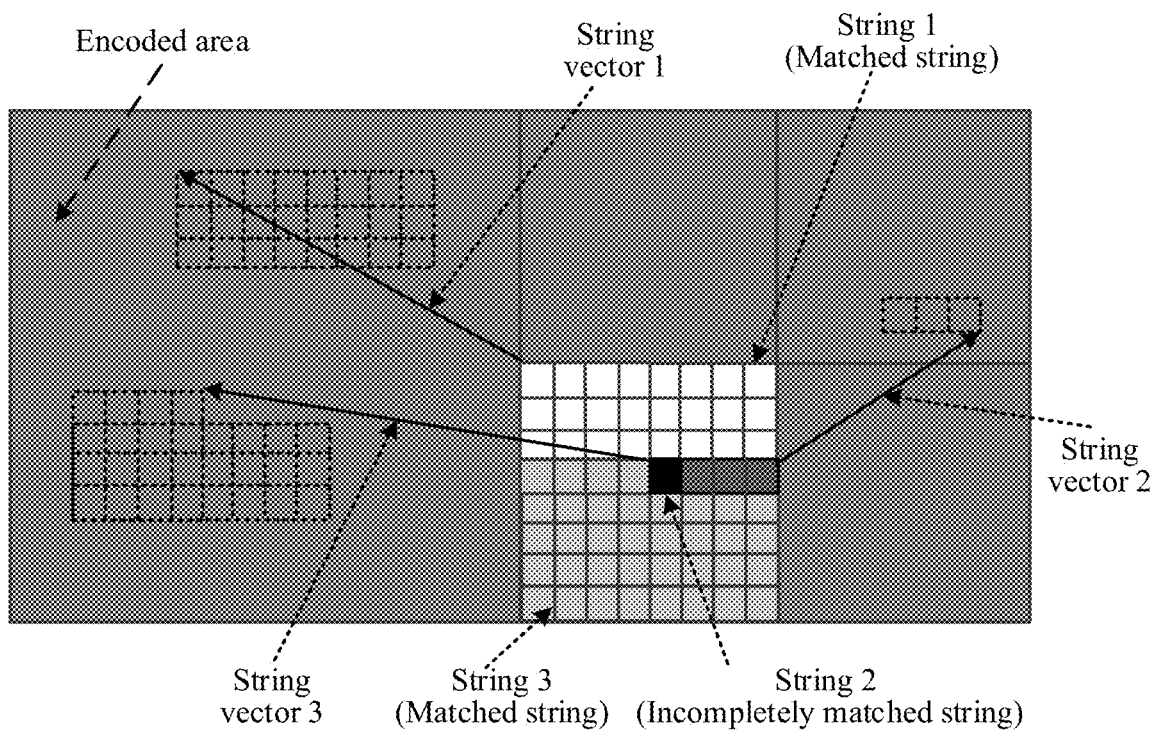 Encoded area
String
vector 1
String 1
(Matched string)
String
vector 2
String
vector 3
String 3
(Matched string)
String 2
(Incompletely matched string)